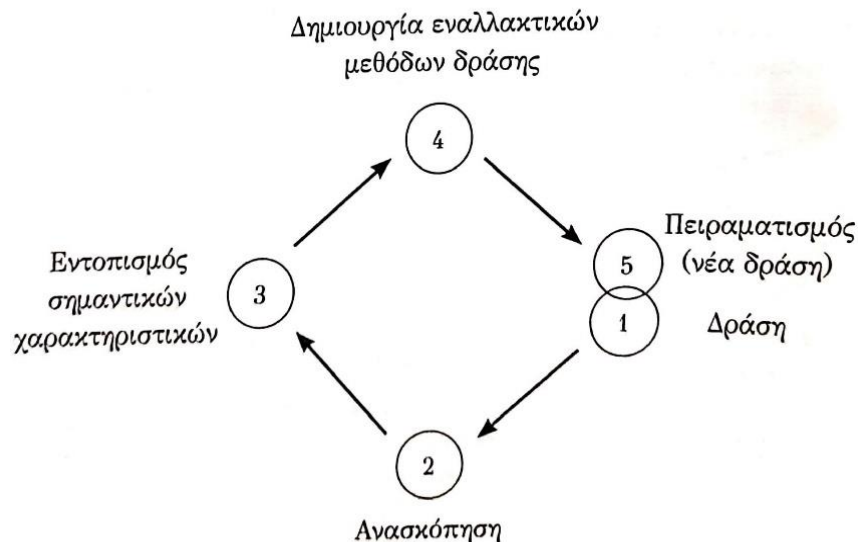 Δημιουργία εναλλακτικών
μεθόδων δράσης
4
Πειραματισμός
(νέα δράση)
5
Εντοπισμός
σημαντικών
χαρακτηριστικών
3
1
Δράση
2
Ανασκόπηση